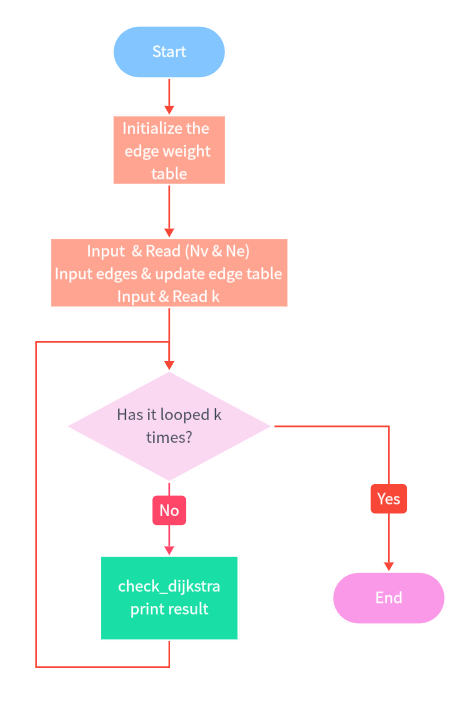 Start
Initialize the
edge weight
table
Input & Read (Nv & Ne)
Input edges & update edge table
Input & Read k
Has it looped k
times?
No
Yes
check_dijkstra
print result
End